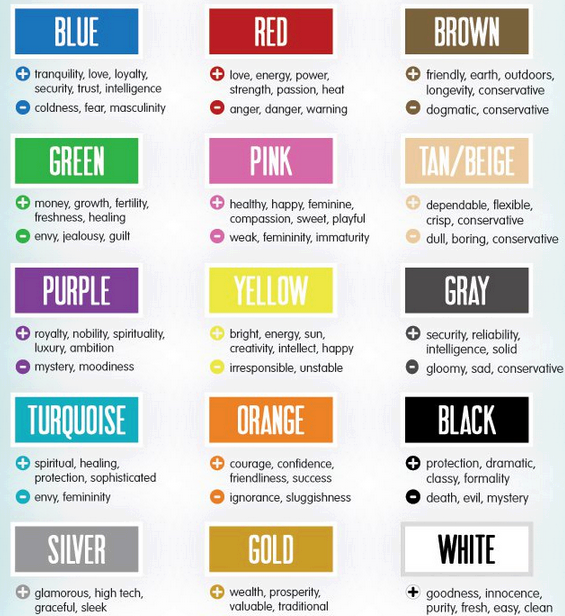 BLUE
+ tranquility, love, loyalty,
security, trust, intelligence
- coldness, fear, masculinity
RED
+ love, energy, power,
strength, passion, heat
- anger, danger, warning
BROWN
+ friendly, earth, outdoors,
longevity, conservative
- dogmatic, conservative
GREEN
+ money, growth, fertility,
freshness, healing
- envy, jealousy, guilt
PINK
+ healthy, happy, feminine,
compassion, sweet, playful
- weak, femininity, immaturity
TAN/BEIGE
+ dependable, flexible,
crisp, conservative
- dull, boring, conservative
PURPLE
+ royalty, nobility, spirituality,
luxury, ambition
- mystery, moodiness
YELLOW
+ bright, energy, sun,
creativity, intellect, happy
- irresponsible, unstable
GRAY
+ security, reliability,
intelligence, solid
- gloomy, sad, conservative
TURQUOISE
+ spiritual, healing,
protection, sophisticated
- envy, femininity
ORANGE
+ courage, confidence,
friendliness, success
- ignorance, sluggishness
BLACK
+ protection, dramatic,
classy, formality
- death, evil, mystery
SILVER
+ glamorous, high tech,
graceful, sleek
GOLD
+ wealth, prosperity,
valuable, traditional
WHITE
+ goodness, innocence,
purity, fresh, easy, clean